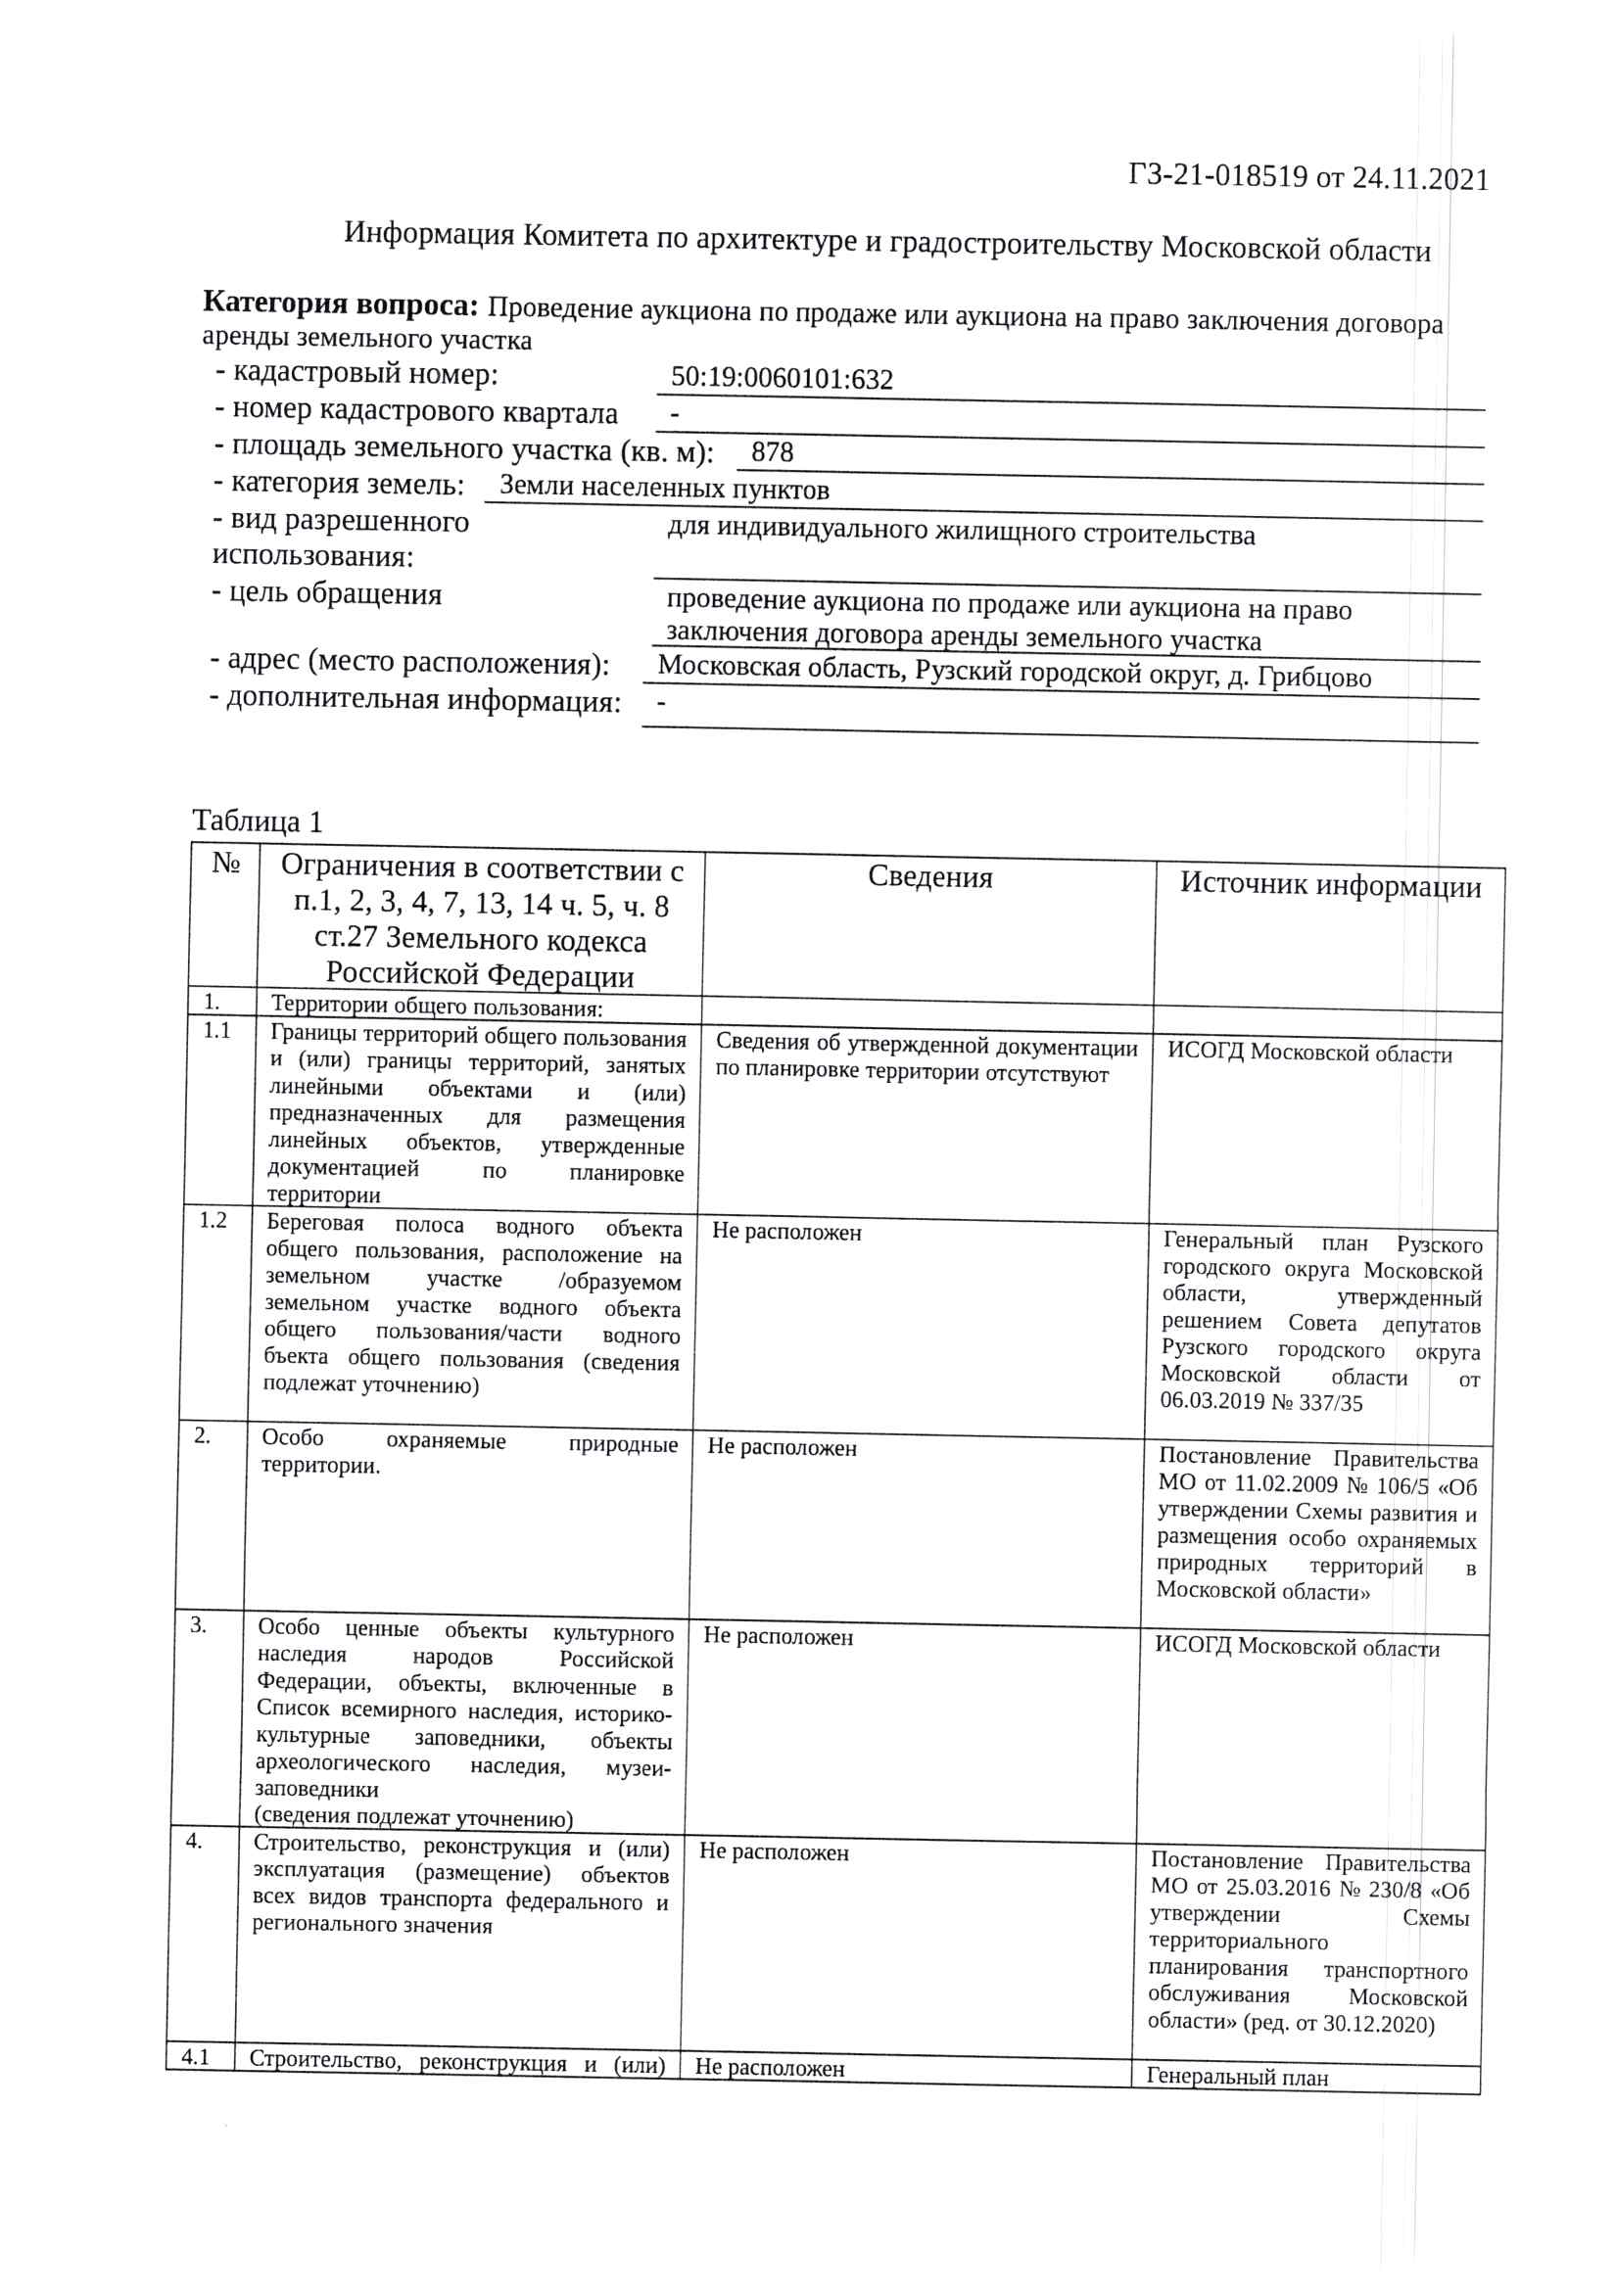 ГЗ-21-018519 от 24.11.2021
Информация Комитета по архитектуре и градостроительству Московской области
Категория вопроса: Проведение аукциона по продаже или аукциона на право заключения договора
аренды земельного участка
- кадастровый номер: 50:19:0060101:632
- номер кадастрового квартала -
- площадь земельного участка (кв. м): 878
- категория земель: Земли населенных пунктов
- вид разрешенного для индивидуального жилищного строительства
использования:
- цель обращения проведение аукциона по продаже или аукциона на право
заключения договора аренды земельного участка
- адрес (место расположения): Московская область, Рузский городской округ, д. Грибцово
- дополнительная информация: -
Таблица 1
№
Ограничения в соответствии с
п.1, 2, 3, 4, 7, 13, 14 ч. 5, ч. 8
ст.27 Земельного кодекса
Российской Федерации
Сведения
Источник информации
1.
Территории общего пользования:
1.1
Границы территорий общего пользования
и (или) границы территорий, занятых
линейными объектами и (или)
предназначенных для размещения
линейных объектов, утвержденные
документацией по планировке
территории
Сведения об утвержденной документации
по планировке территории отсутствуют
ИСОГД Московской области
1.2
Береговая полоса водного объекта
общего пользования, расположение на
земельном участке /образуемом
земельном участке водного объекта
общего пользования/части водного
бъекта общего пользования (сведения
подлежат уточнению)
Не расположен
Генеральный план Рузского
городского округа Московской
области, утвержденный
решением Совета депутатов
Рузского городского округа
Московской области от
06.03.2019 № 337/35
2.
Особо охраняемые природные
территории.
Не расположен
Постановление Правительства
МО от 11.02.2009 № 106/5 «Об
утверждении Схемы развития и
размещения особо охраняемых
природных территорий в
Московской области»
3.
Особо ценные объекты культурного
наследия народов Российской
Федерации, объекты, включенные в
Список всемирного наследия, историко-
культурные заповедники, объекты
археологического наследия, музеи-
заповедники
(сведения подлежат уточнению)
Не расположен
ИСОГД Московской области
4.
Строительство, реконструкция и (или)
эксплуатация (размещение) объектов
всех видов транспорта федерального и
регионального значения
Не расположен
Постановление Правительства
МО от 25.03.2016 № 230/8 «Об
утверждении Схемы
территориального
планирования транспортного
обслуживания Московской
области» (ред. от 30.12.2020)
4.1
Строительство, реконструкция и (или)
Не расположен
Генеральный план